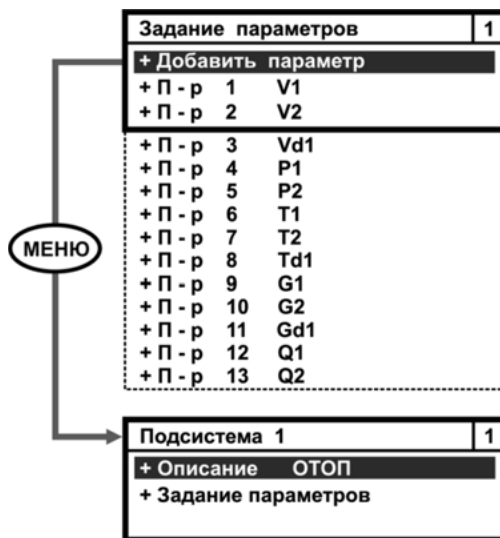 Задание параметров 1
+ Добавить параметр
+ П - р 1 V1
+ П - р 2 V2
+ П - р 3 Vd1
+ П - р 4 P1
+ П - р 5 P2
+ П - р 6 T1
+ П - р 7 T2
+ П - р 8 Td1
+ П - р 9 G1
+ П - р 10 G2
+ П - р 11 Gd1
+ П - р 12 Q1
+ П - р 13 Q2
МЕНЮ
Подсистема 1 1
+ Описание ОТОП
+ Задание параметров